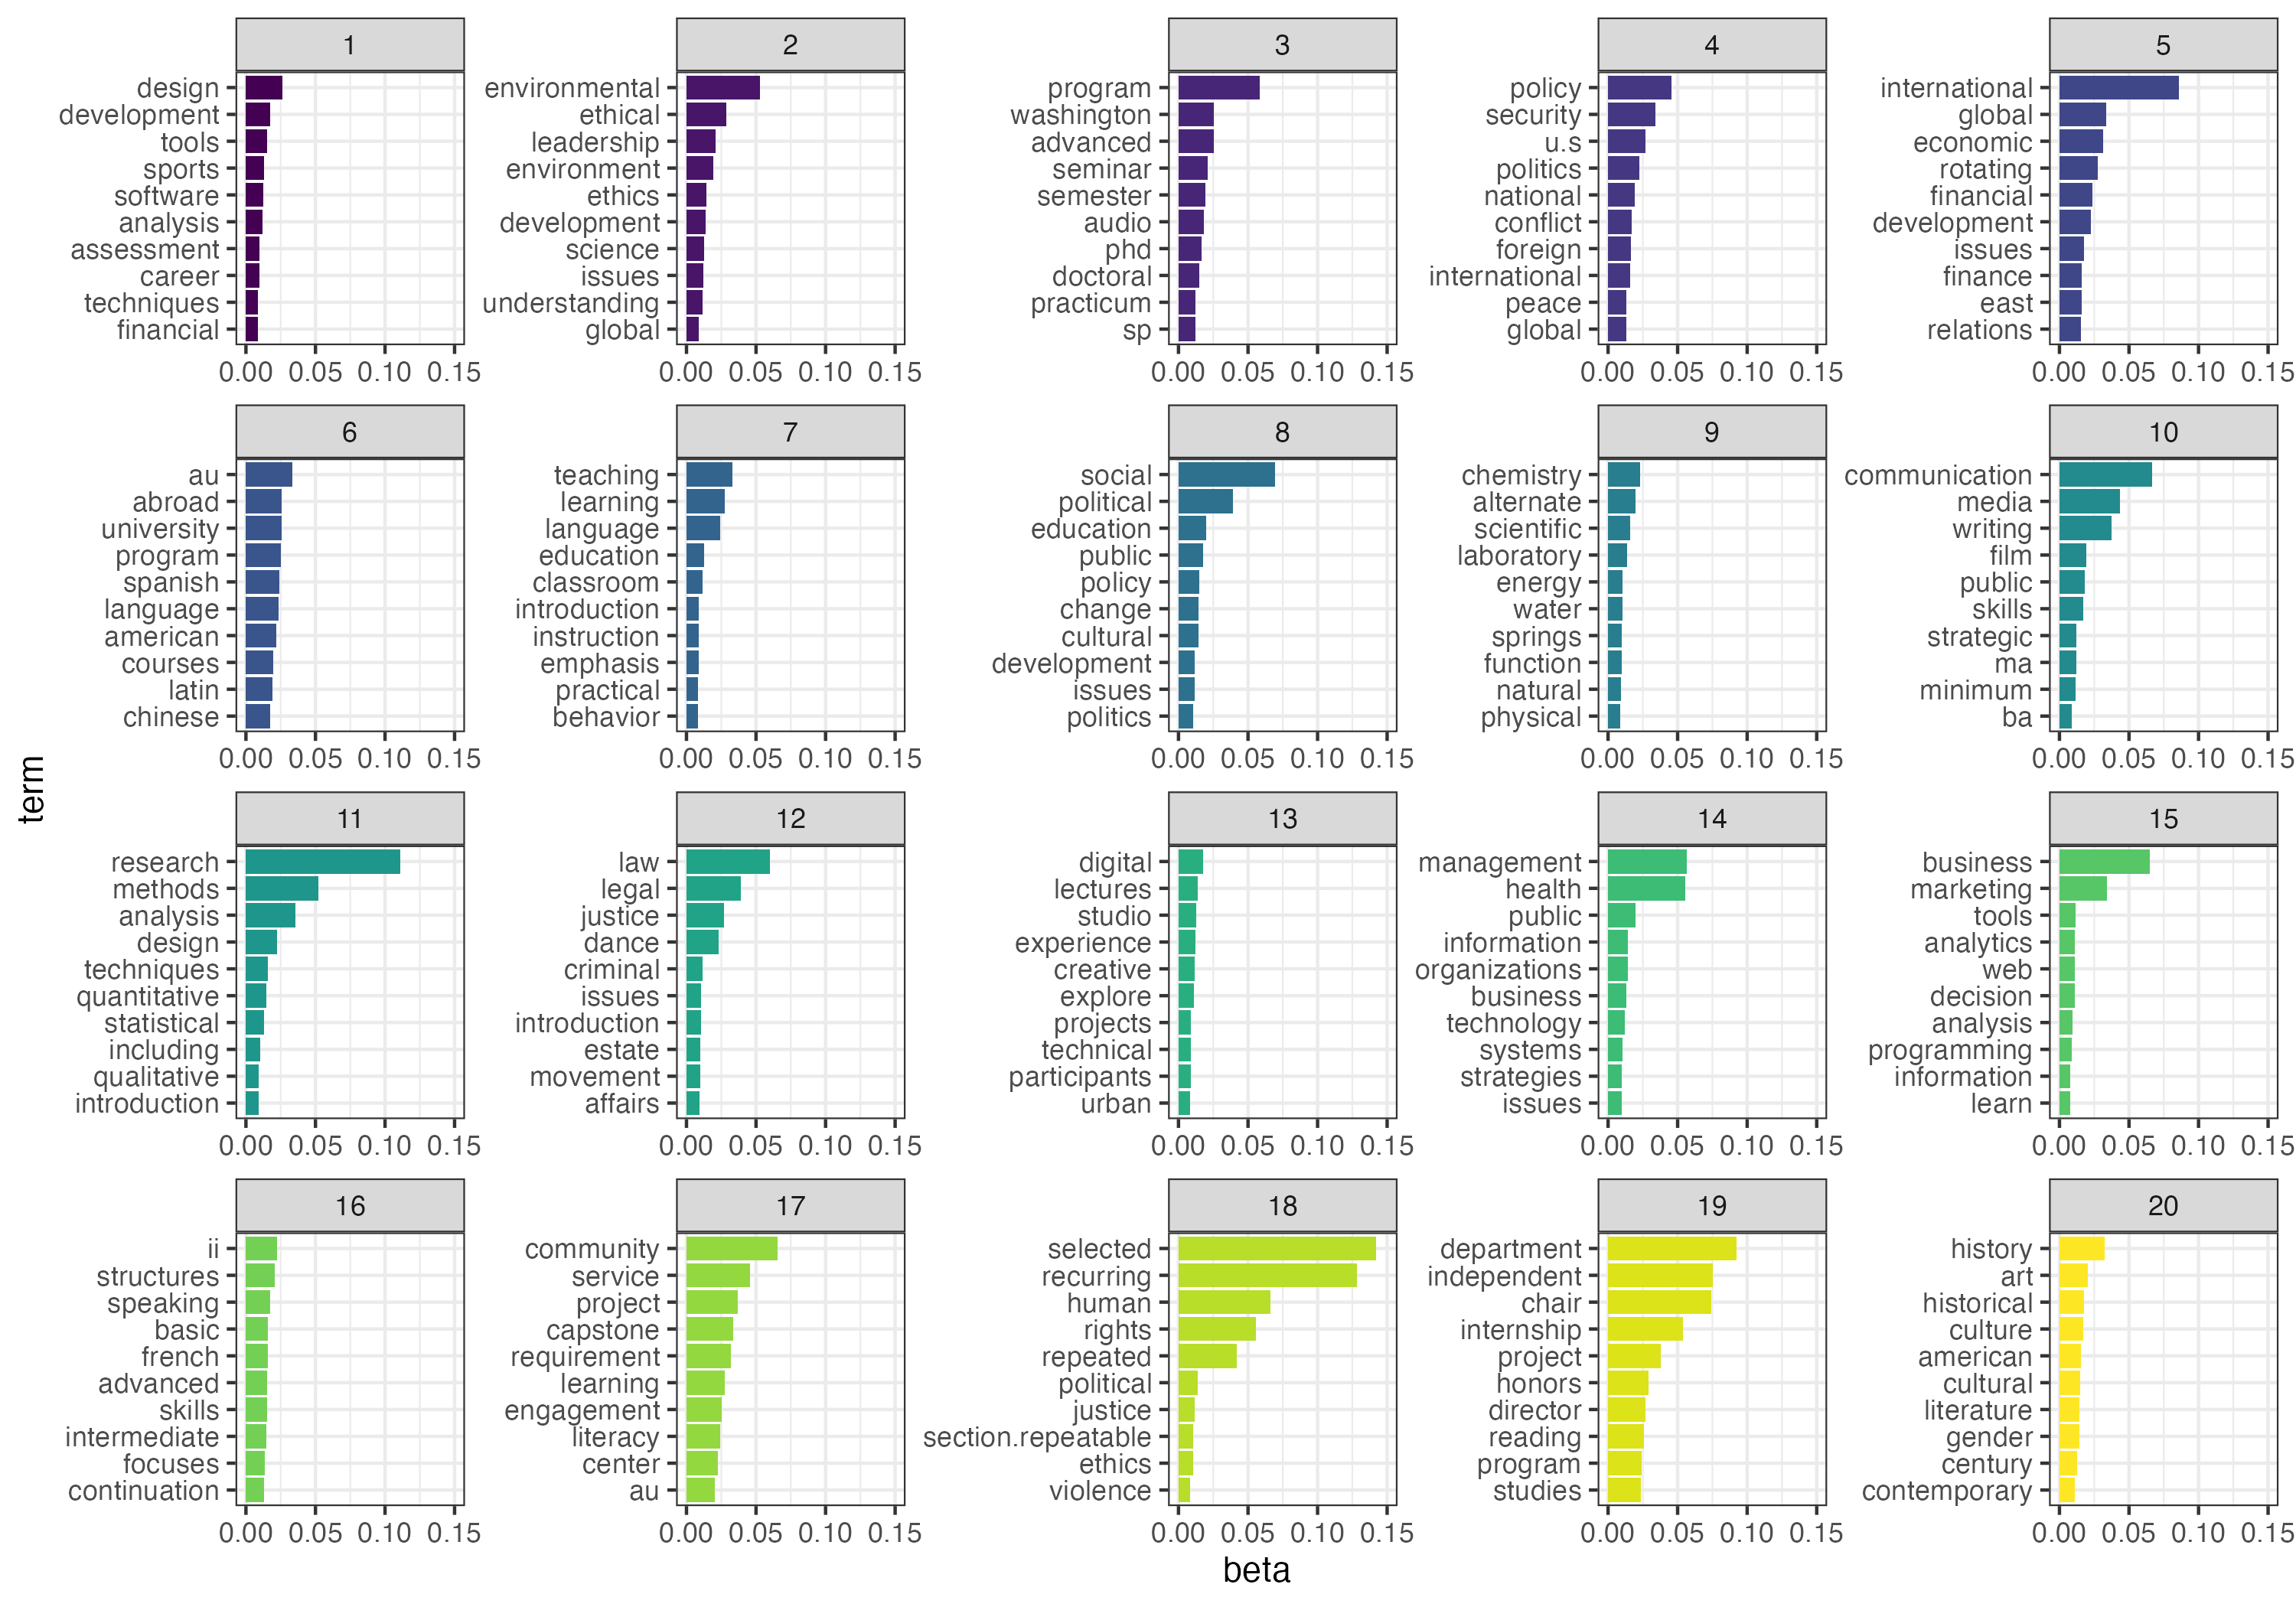 1
design
development
tools
sports
software
analysis
assessment
career
techniques
financial
0.00 0.05 0.10 0.15
2
environmental
ethical
leadership
environment
ethics
development
science
issues
understanding
global
0.00 0.05 0.10 0.15
3
program
washington
advanced
seminar
semester
audio
phd
doctoral
practicum
sp
0.00 0.05 0.10 0.15
4
policy
security
u.s
politics
national
conflict
foreign
international
peace
global
0.00 0.05 0.10 0.15
5
international
global
economic
rotating
financial
development
issues
finance
east
relations
0.00 0.05 0.10 0.15
6
au
abroad
university
program
spanish
language
american
courses
latin
chinese
0.00 0.05 0.10 0.15
7
teaching
learning
language
education
classroom
introduction
instruction
emphasis
practical
behavior
0.00 0.05 0.10 0.15
8
social
political
education
public
policy
change
cultural
development
issues
politics
0.00 0.05 0.10 0.15
9
chemistry
alternate
scientific
laboratory
energy
water
springs
function
natural
physical
0.00 0.05 0.10 0.15
10
communication
media
writing
film
public
skills
strategic
ma
minimum
ba
0.00 0.05 0.10 0.15
11
research
methods
analysis
design
techniques
quantitative
statistical
including
qualitative
introduction
0.00 0.05 0.10 0.15
12
law
legal
justice
dance
criminal
issues
introduction
estate
movement
affairs
0.00 0.05 0.10 0.15
13
digital
lectures
studio
experience
creative
explore
projects
technical
participants
urban
0.00 0.05 0.10 0.15
14
management
health
public
information
organizations
business
technology
systems
strategies
issues
0.00 0.05 0.10 0.15
15
business
marketing
tools
analytics
web
decision
analysis
programming
information
learn
0.00 0.05 0.10 0.15
16
ii
structures
speaking
basic
french
advanced
skills
intermediate
focuses
continuation
0.00 0.05 0.10 0.15
17
community
service
project
capstone
requirement
learning
engagement
literacy
center
au
0.00 0.05 0.10 0.15
18
selected
recurring
human
rights
repeated
political
justice
section.repeatable
ethics
violence
0.00 0.05 0.10 0.15
19
department
independent
chair
internship
project
honors
director
reading
program
studies
0.00 0.05 0.10 0.15
20
history
art
historical
culture
american
cultural
literature
gender
century
contemporary
0.00 0.05 0.10 0.15
term
beta